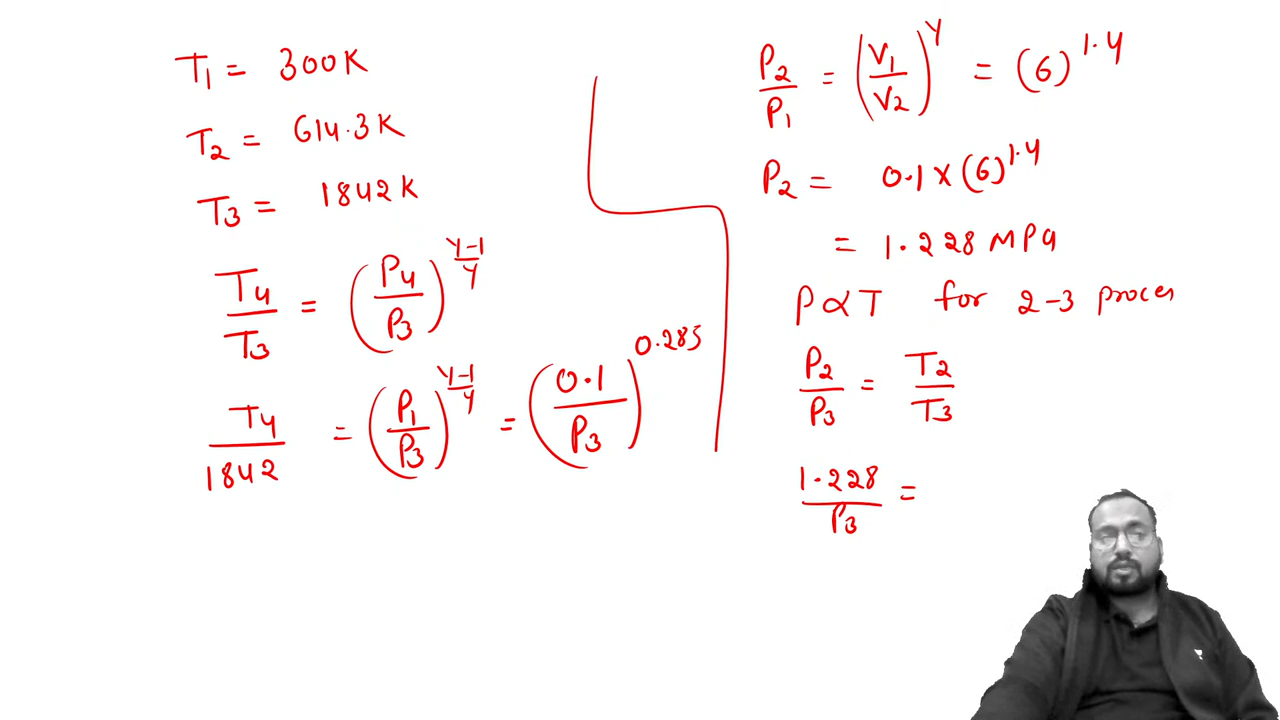 T1 = 300K
T2 = 614.3K
T3 = 1842K
T4/T3 = (P4/P3)^(γ-1)/γ
T4/1842 = (P1/P3)^(γ-1)/γ = (0.1/P3)^0.285
P2/P1 = (V1/V2)^γ = (6)^1.4
P2 = 0.1 × (6)^1.4
= 1.228 MPa
P ∝ T for 2-3 proces
P2/P3 = T2/T3
1.228/P3 =